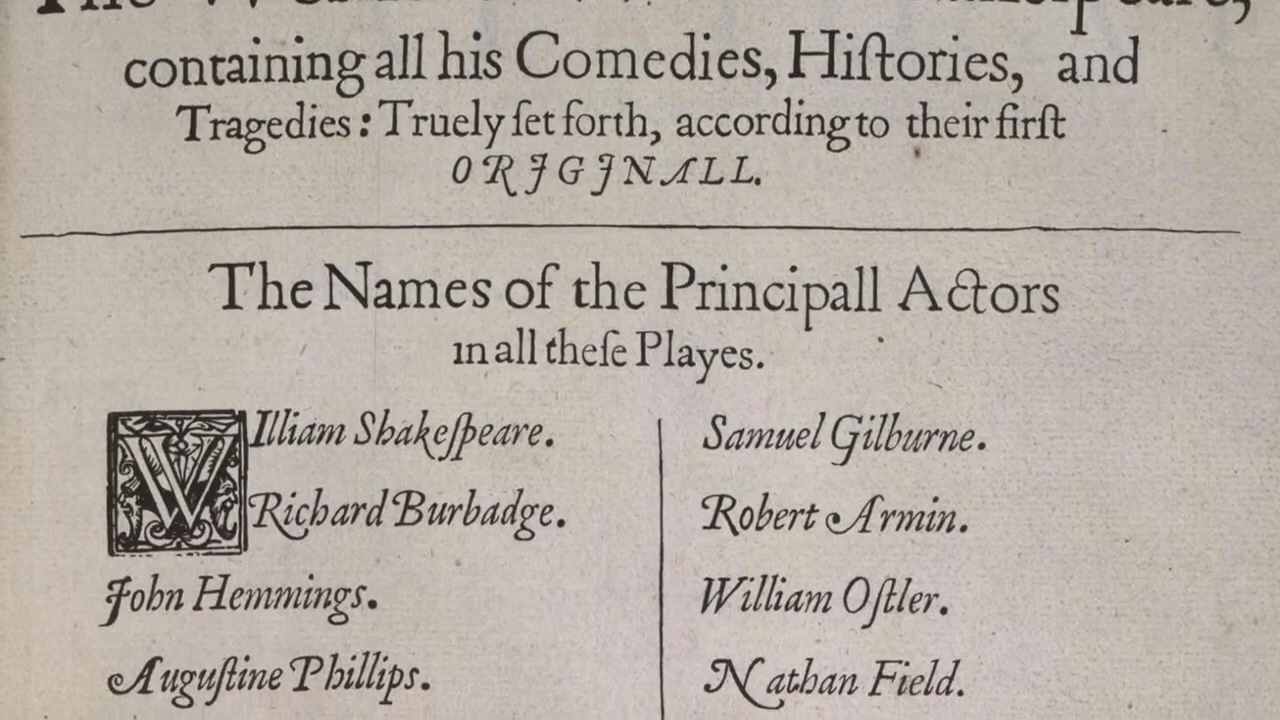 containing all his Comedies, Hiſtories, and
Tragedies: Truely ſet forth, according to their firſt
ORIGINALL.
The Names of the Principall Actors
in all theſe Playes.
WIlliam Shakeſpeare.
Richard Burbadge.
John Hemmings.
Auguſtine Phillips.
Samuel Gilburne.
Robert Armin.
William Oſtler.
Nathan Field.